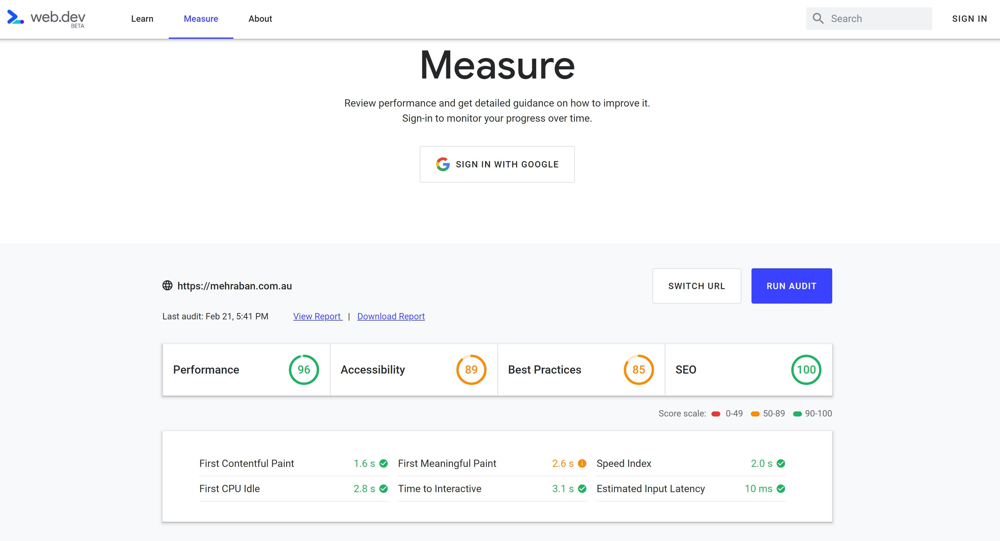 web.dev
BETA
Learn
Measure
About
Search
SIGN IN
Measure
Review performance and get detailed guidance on how to improve it.
Sign-in to monitor your progress over time.
SIGN IN WITH GOOGLE
https://mehraban.com.au
SWITCH URL
RUN AUDIT
Last audit: Feb 21, 5:41 PM
View Report | Download Report
Performance 96
Accessibility 89
Best Practices 85
SEO 100
Score scale: 0-49 50-89 90-100
First Contentful Paint 1.6 s
First Meaningful Paint 2.6 s
Speed Index 2.0 s
First CPU Idle 2.8 s
Time to Interactive 3.1 s
Estimated Input Latency 10 ms